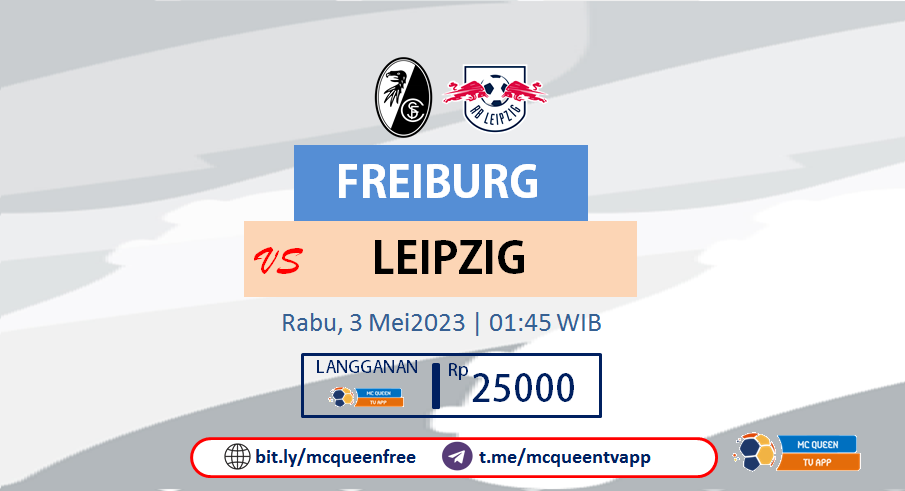 SC
RB LEIPZIG
FREIBURG
VS LEIPZIG
Rabu, 3 Mei2023 | 01:45 WIB
LANGGANAN Rp 25000
MC QUEEN
TV APP
bit.ly/mcqueenfree t.me/mcqueentvapp
MC QUEEN
TV APP